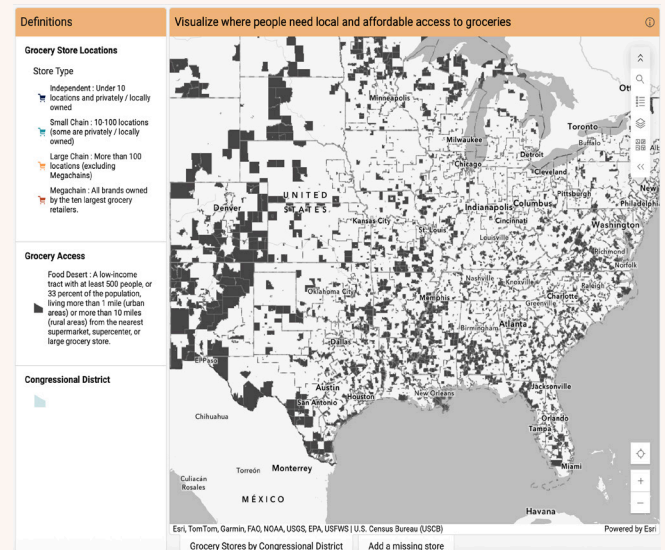 Definitions
Visualize where people need local and affordable access to groceries
Grocery Store Locations
Store Type
Independent : Under 10
locations and privately / locally
owned
Small Chain : 10-100 locations
(some are privately / locally
owned)
Large Chain : More than 100
locations (excluding
Megachains)
Megachain : All brands owned
by the ten largest grocery
retailers.
Grocery Access
Food Desert : A low-income
tract with at least 500 people, or
33 percent of the population,
living more than 1 mile (urban
areas) or more than 10 miles
(rural areas) from the nearest
supermarket, supercenter, or
large grocery store.
Congressional District
Minneapolis
Ott
Toronto
Milwaukee
Buffalo
Alb
Detroit
Chicago
Cleveland
UNITED
STATES
Pittsburgh
New
Denver
Indianapolis
Columbus
Philadelphi
Kansas City
Cincinnati
Washington
St. Louis
Louisville
Richmond
Norfolk
Nashville
Knoxville
Raleigh
Oklahoma City
Memphis
Charlotte
Greenville
Birmingham
Atlanta
Dallas
El Paso
Austin
Jacksonville
San Antonio
Houston
New Orleans
Chihuahua
Orlando
Tampa
Torreón
Monterrey
Miami
Culiacán
Rosales
MÉXICO
Havana
Esri, TomTom, Garmin, FAO, NOAA, USGS, EPA, USFWS | U.S. Census Bureau (USCB)
Powered by Esri
Grocery Stores by Congressional District
Add a missing store